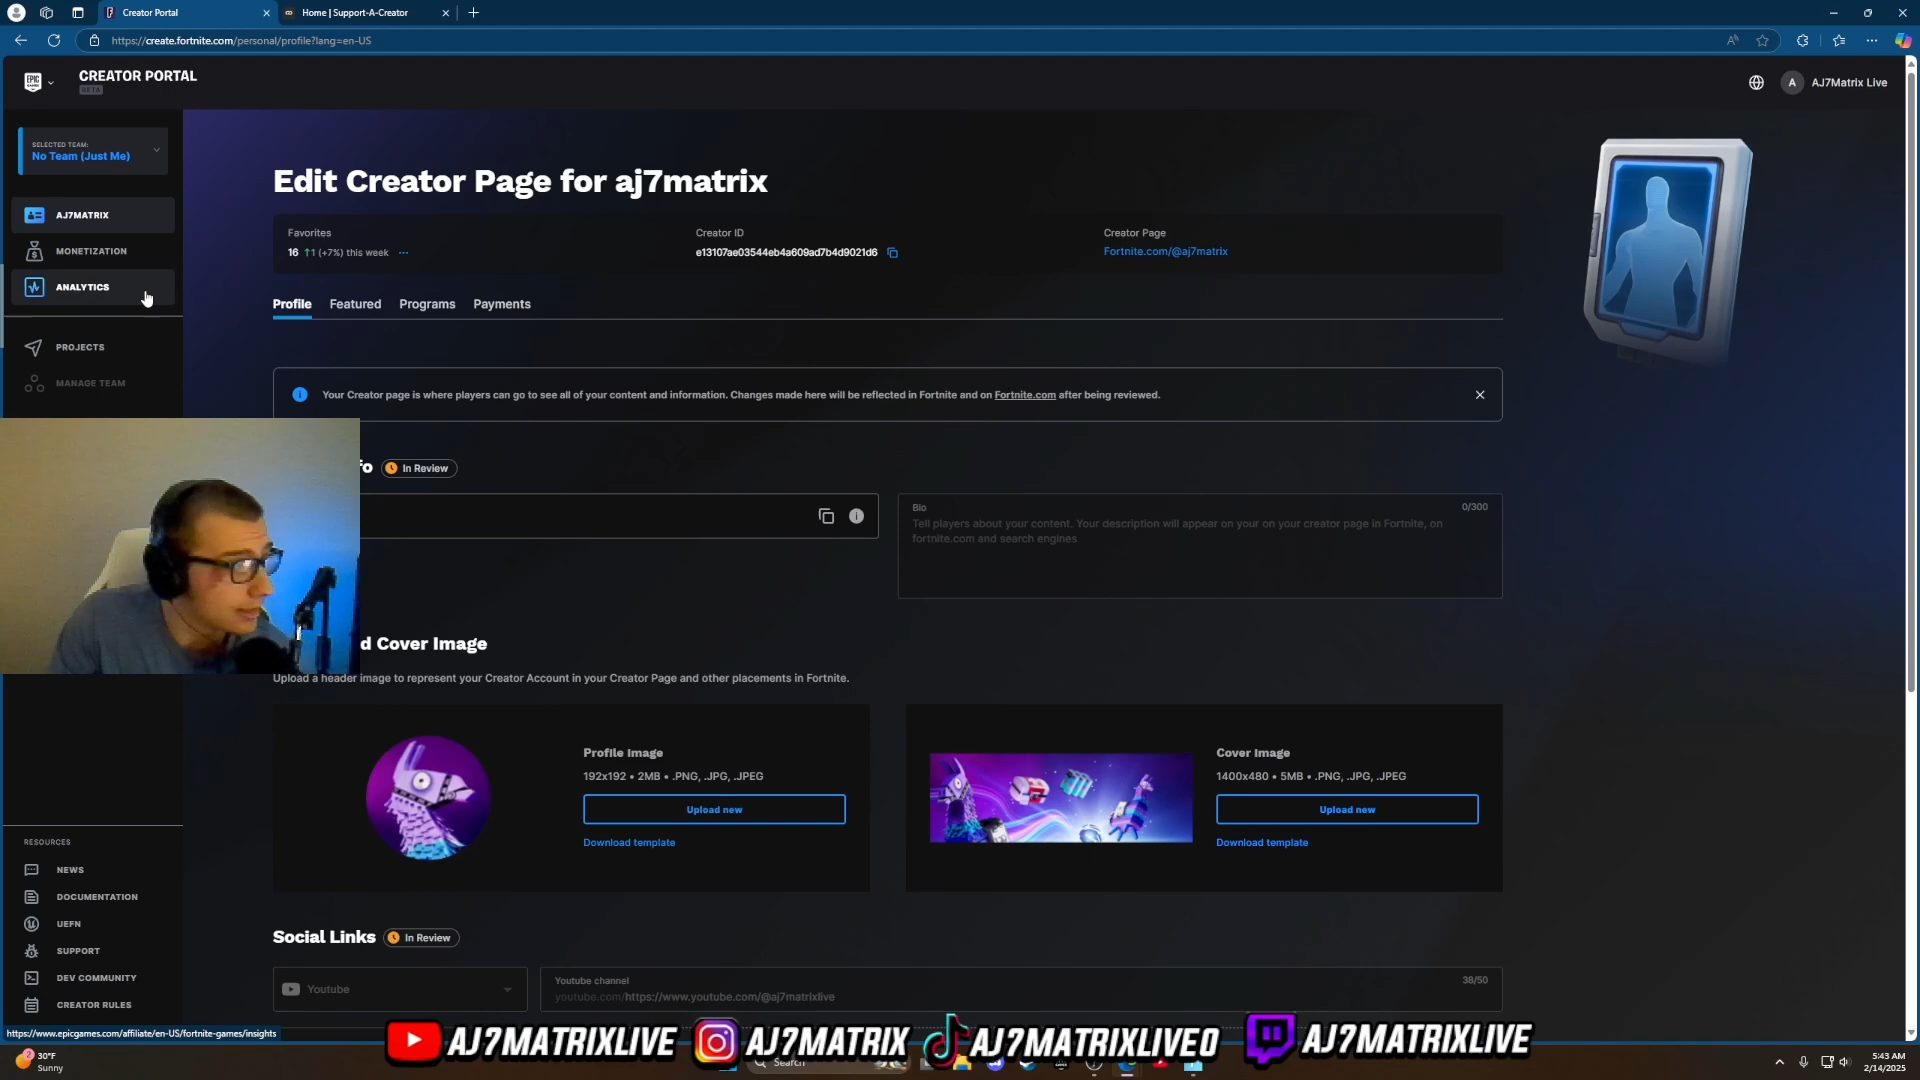 Creator Portal
Home | Support-A-Creator
https://create.fortnite.com/personal/profile?lang=en-US
EPIC GAMES
CREATOR PORTAL
BETA
A
AJ7Matrix Live
SELECTED TEAM:
No Team (Just Me)
AJ7MATRIX
MONETIZATION
ANALYTICS
PROJECTS
MANAGE TEAM
Edit Creator Page for aj7matrix
Favorites
16 ↑1 (+7%) this week ...
Creator ID
e13107ae03544eb4a609ad7b4d9021d6
Creator Page
Fortnite.com/@aj7matrix
Profile Featured Programs Payments
Your Creator page is where players can go to see all of your content and information. Changes made here will be reflected in Fortnite and on Fortnite.com after being reviewed.
fo In Review
Bio
0/300
Tell players about your content. Your description will appear on your on your creator page in Fortnite, on
fortnite.com and search engines
d Cover Image
Upload a header image to represent your Creator Account in your Creator Page and other placements in Fortnite.
Profile Image
192x192 • 2MB • .PNG, .JPG, .JPEG
Upload new
Download template
Cover Image
1400x480 • 5MB • .PNG, .JPG, .JPEG
Upload new
Download template
Social Links In Review
Youtube
Youtube channel
38/50
youtube.com/https://www.youtube.com/@aj7matrixlive
RESOURCES
NEWS
DOCUMENTATION
UEFN
SUPPORT
DEV COMMUNITY
CREATOR RULES
https://www.epicgames.com/affiliate/en-US/fortnite-games/insights
AJ7MATRIXLIVE AJ7MATRIX AJ7MATRIXLIVE0 AJ7MATRIXLIVE
2
30°F
Sunny
Search
5:43 AM
2/14/2025